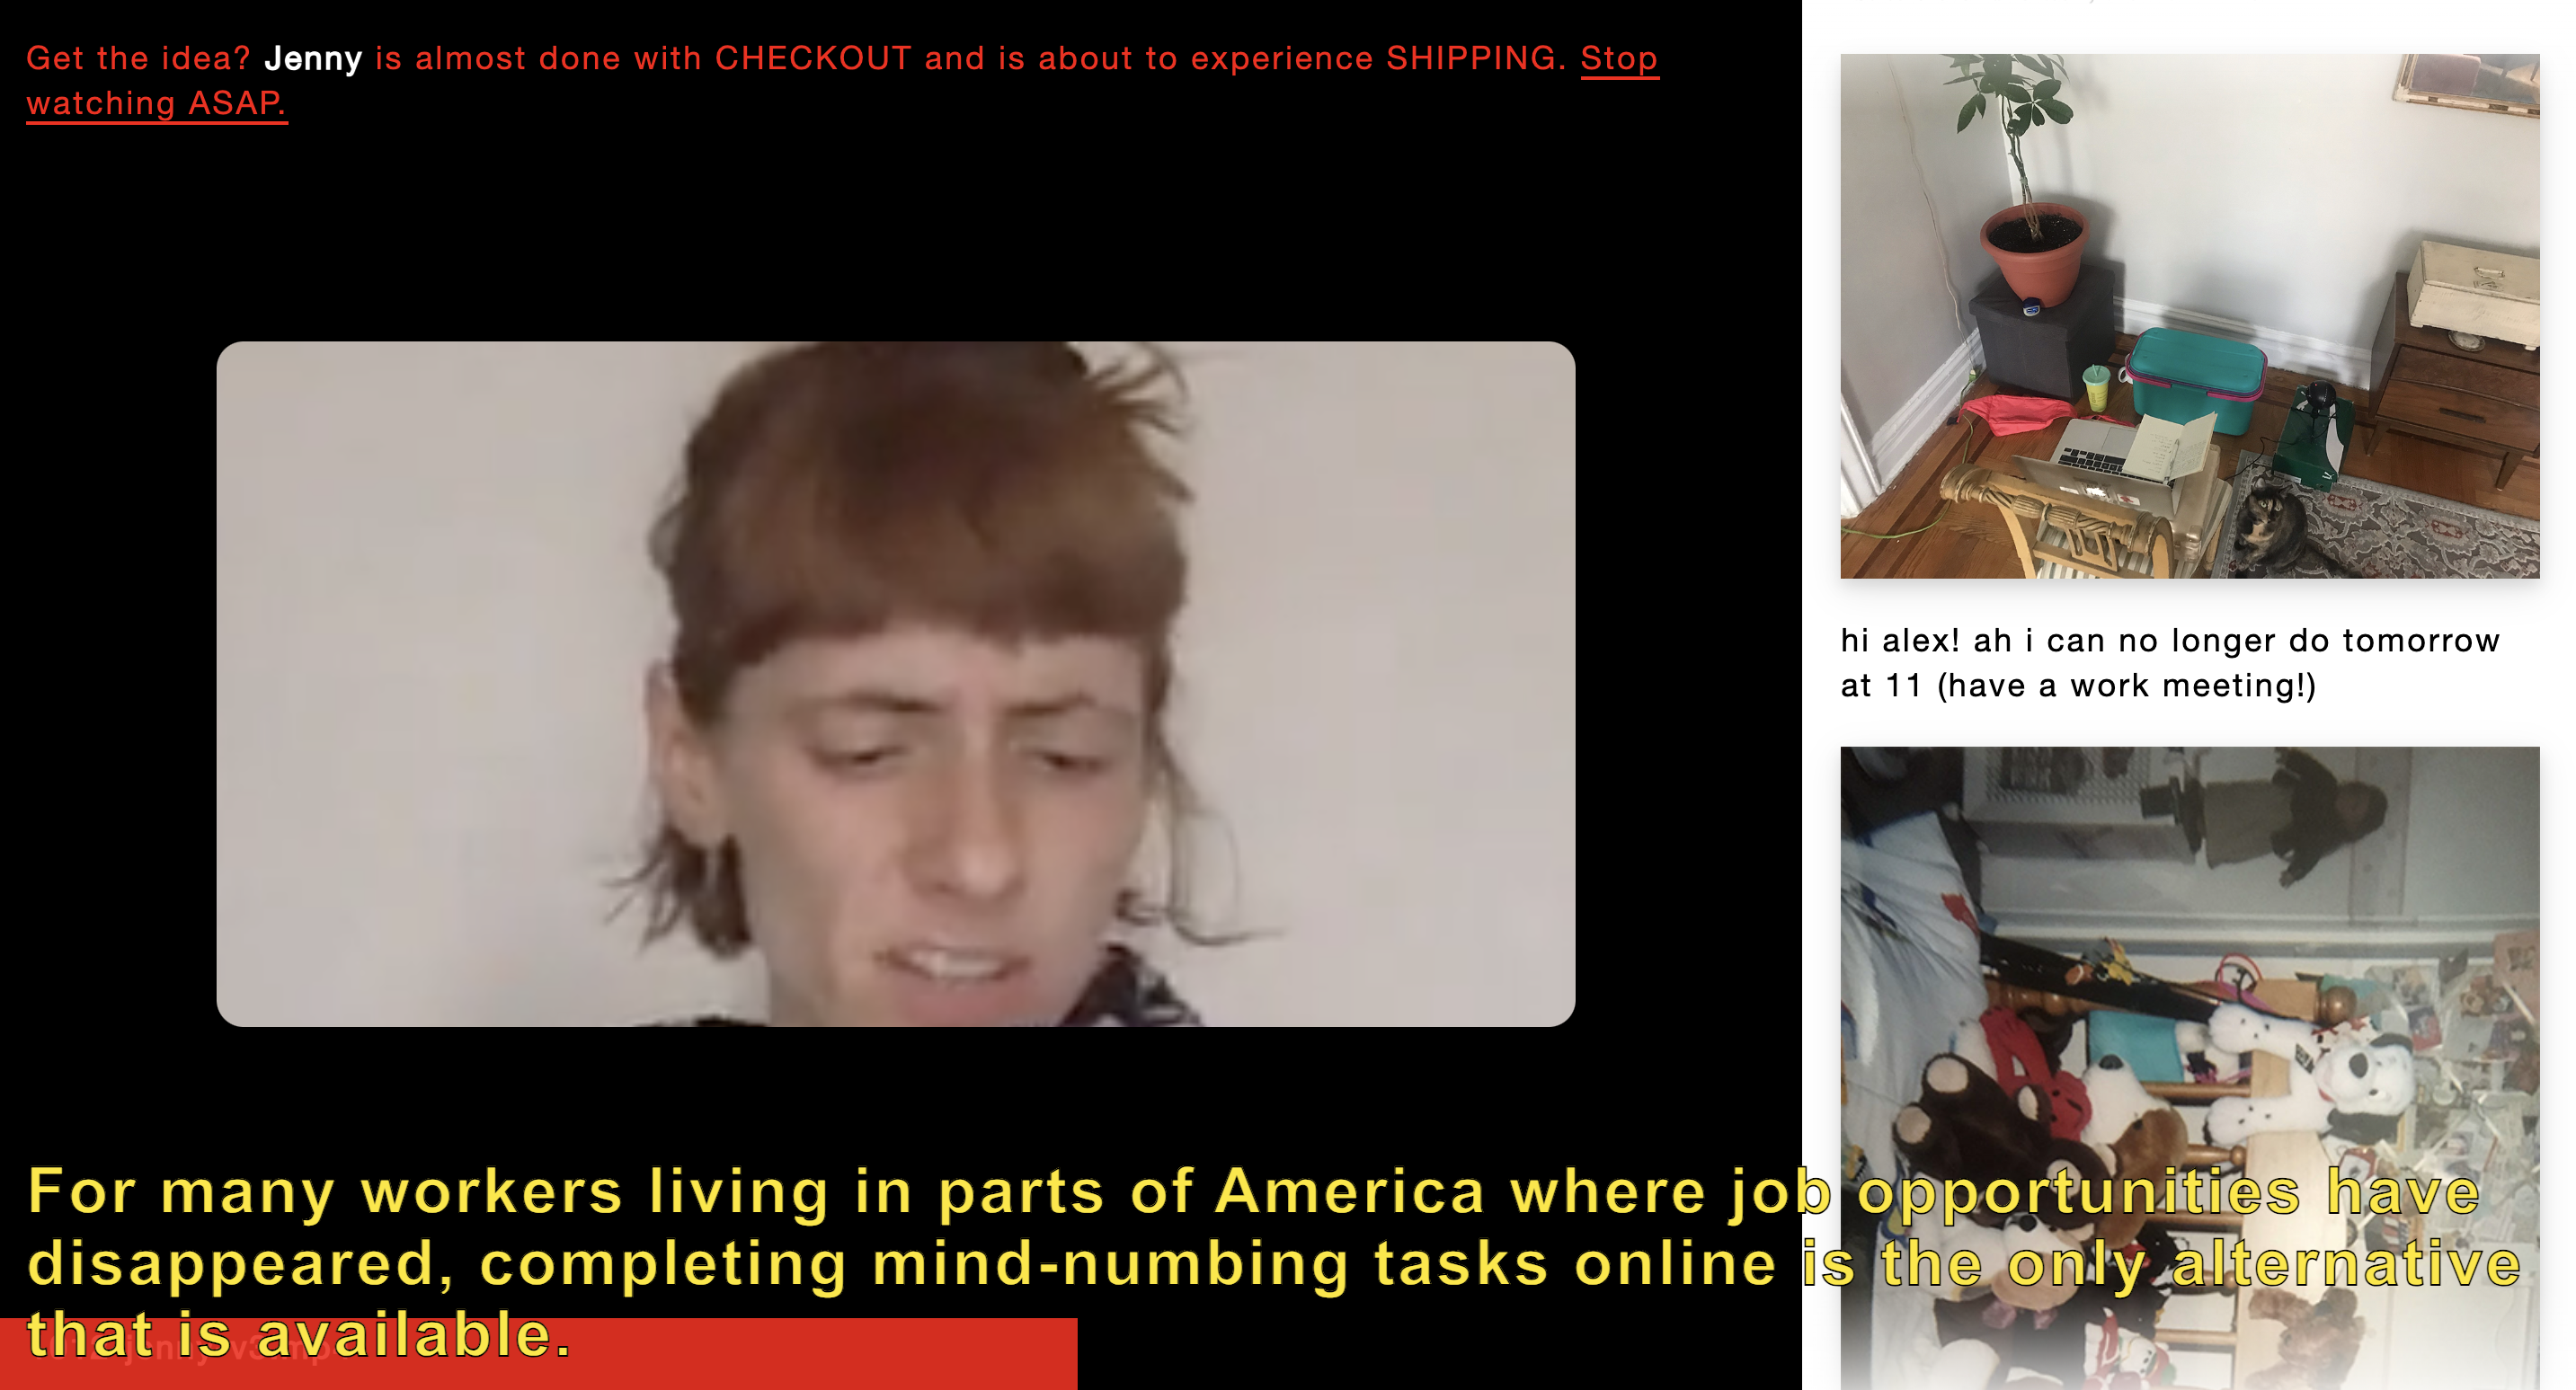 Get the idea? Jenny is almost done with CHECKOUT and is about to experience SHIPPING. Stop
watching ASAP.
hi alex! ah i can no longer do tomorrow
at 11 (have a work meeting!)
For many workers living in parts of America where job opportunities have
disappeared, completing mind-numbing tasks online is the only alternative
that is available.